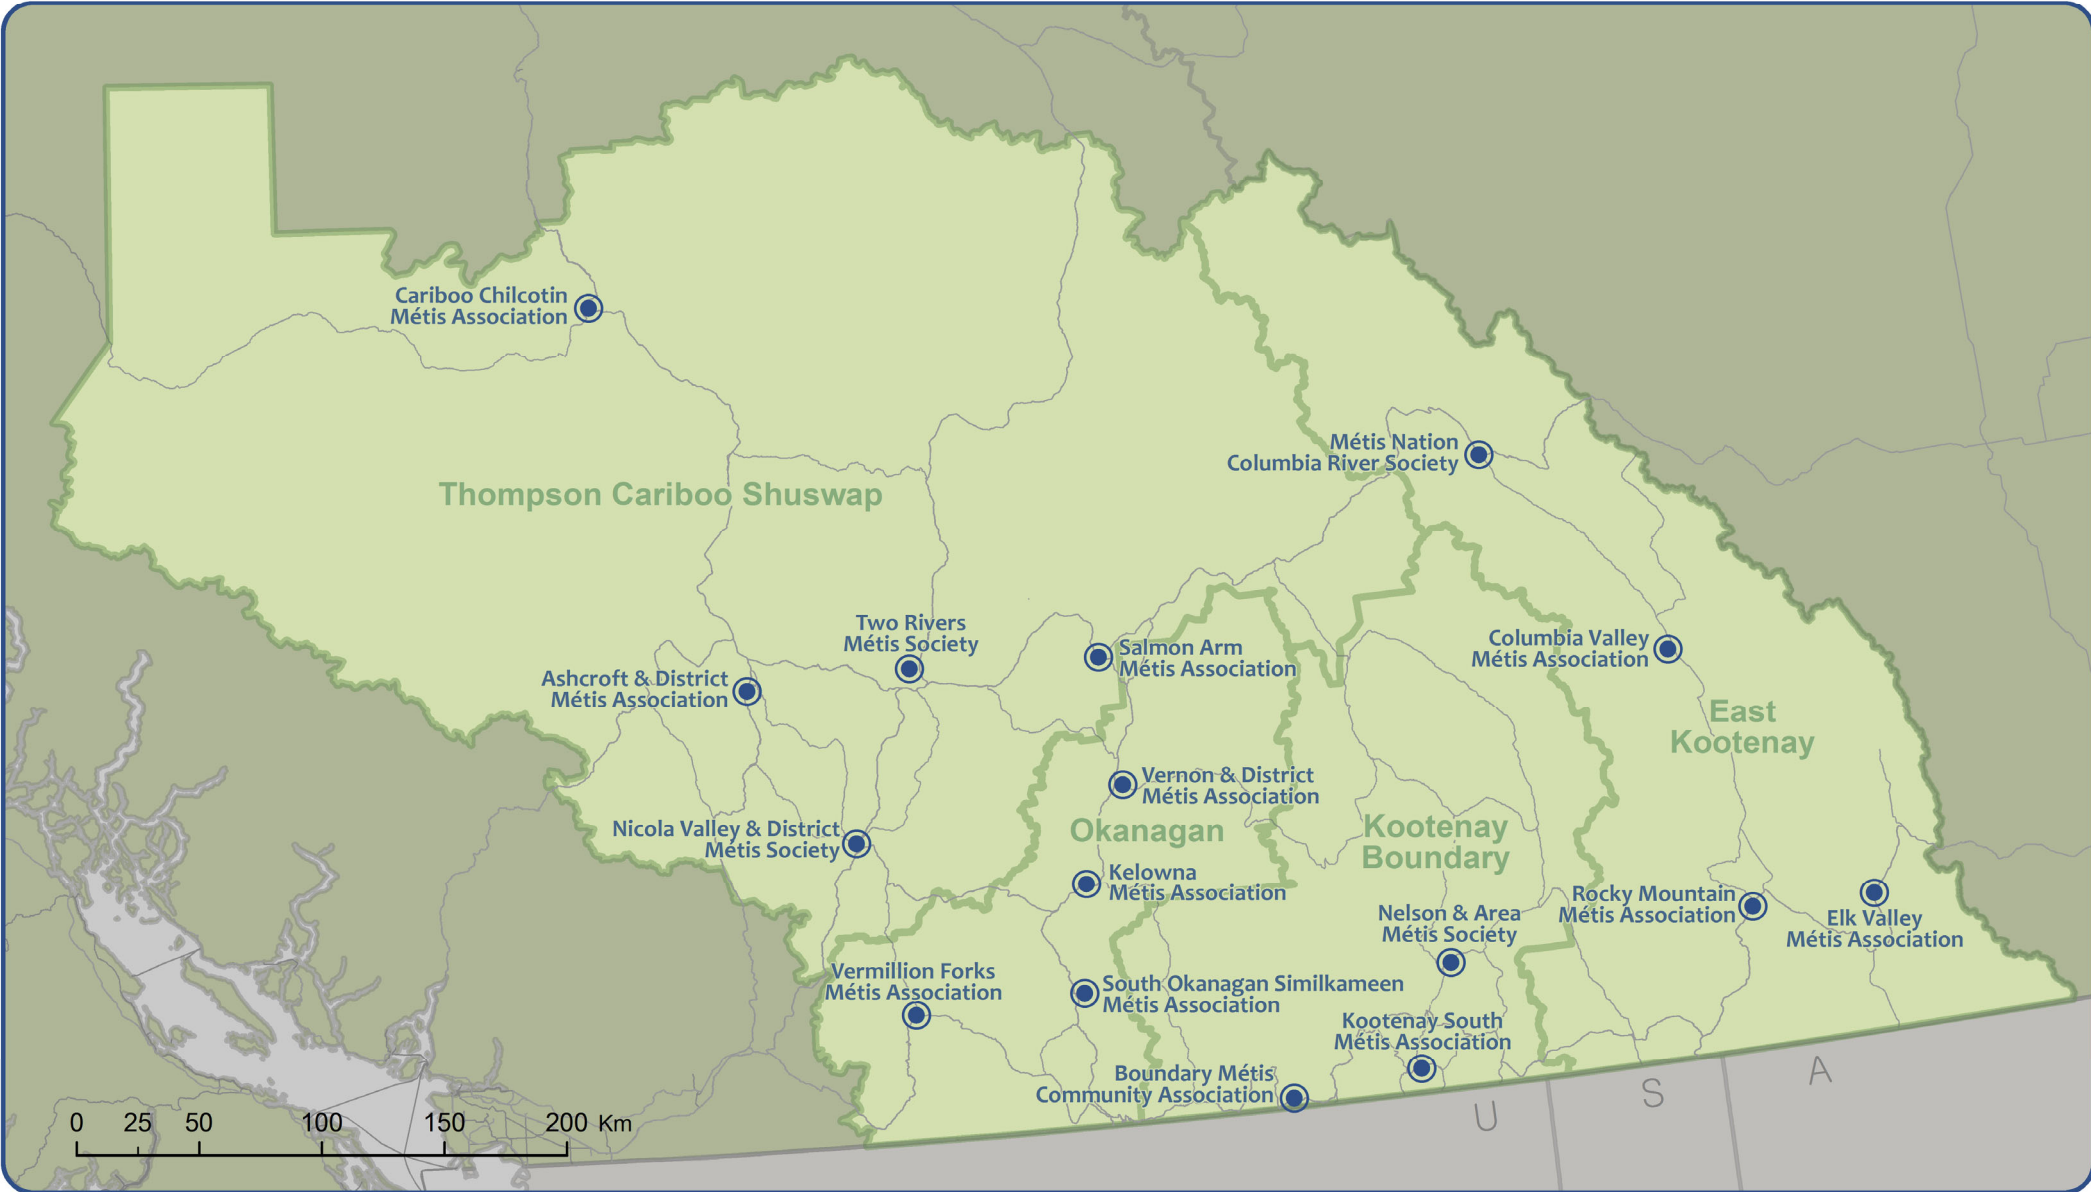 Cariboo Chilcotin
Métis Association
Métis Nation
Columbia River Society
Thompson Cariboo Shuswap
Two Rivers
Métis Society
Salmon Arm
Métis Association
Columbia Valley
Métis Association
Ashcroft & District
Métis Association
East
Kootenay
Vernon & District
Métis Association
Okanagan
Kootenay
Boundary
Nicola Valley & District
Métis Society
Kelowna
Métis Association
Rocky Mountain
Métis Association
Nelson & Area
Métis Society
Elk Valley
Métis Association
Vermillion Forks
Métis Association
South Okanagan Similkameen
Métis Association
Kootenay South
Métis Association
Boundary Métis
Community Association
U S A
0 25 50 100 150 200 Km